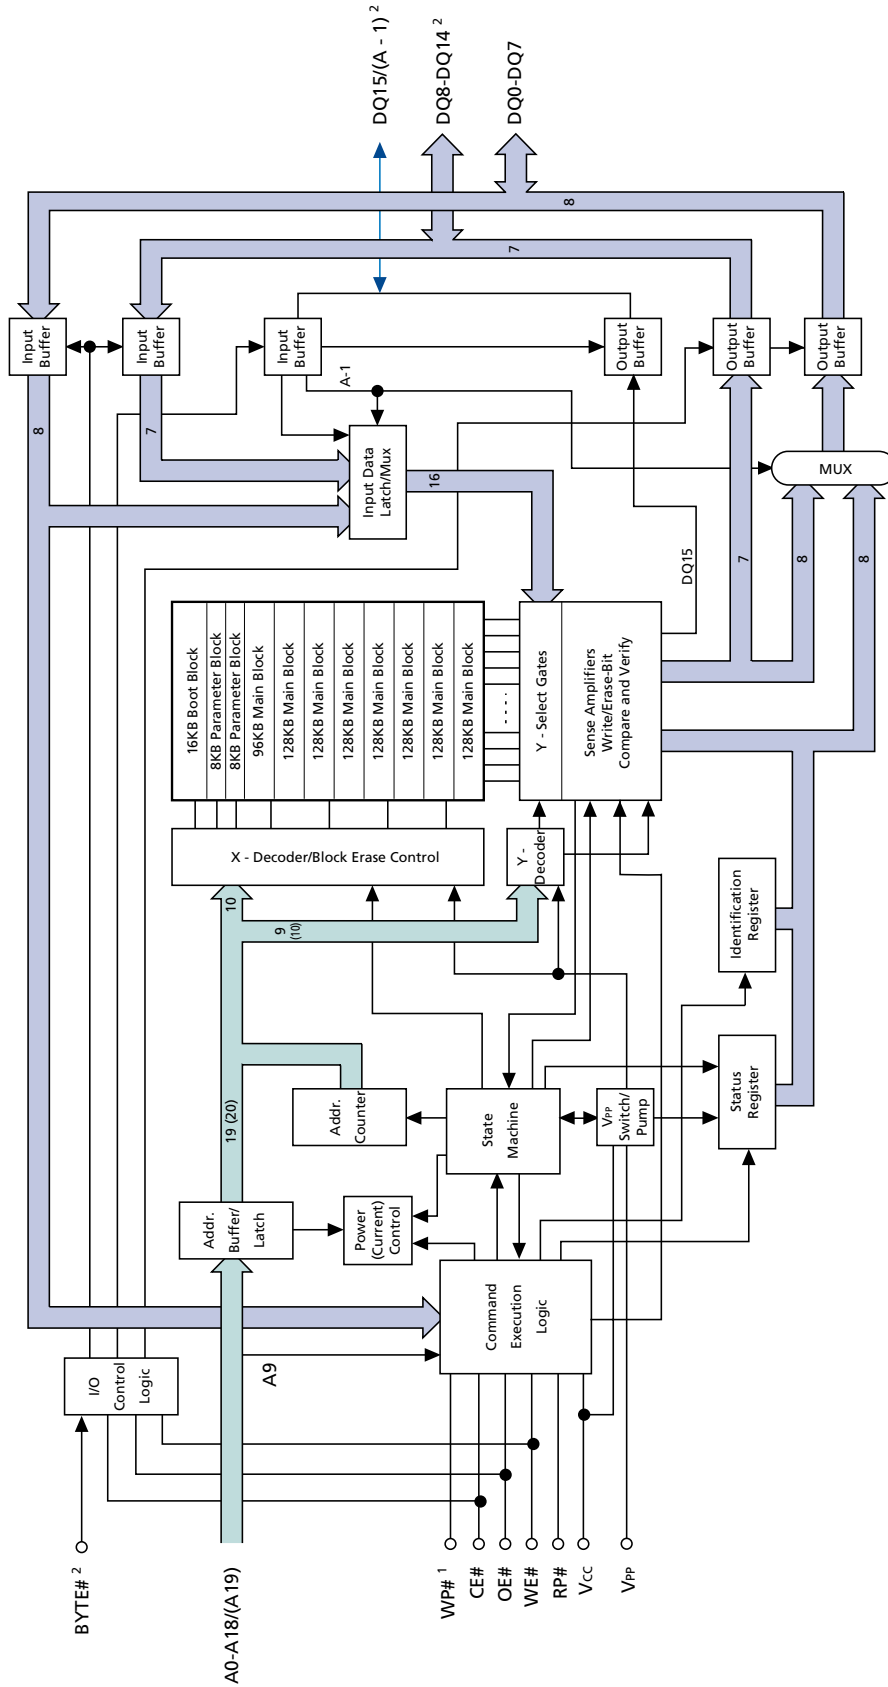 BYTE# 2
A0-A18/(A19)
WP# 1
CE#
OE#
WE#
RP#
VCC
VPP
I/O
Control
Logic
A9
Addr.
Buffer/
Latch
19 (20)
Power
(Current)
Control
Command
Execution
Logic
Addr.
Counter
State
Machine
VPP
Switch/
Pump
Status
Register
Identification
Register
10
9
(10)
X - Decoder/Block Erase Control
Y -
Decoder
16KB Boot Block
8KB Parameter Block
8KB Parameter Block
96KB Main Block
128KB Main Block
128KB Main Block
128KB Main Block
128KB Main Block
128KB Main Block
128KB Main Block
128KB Main Block
Y - Select Gates
Sense Amplifiers
Write/Erase-Bit
Compare and Verify
DQ15
7
8
8
16
Input Data
Latch/Mux
MUX
8
7
A-1
Input
Buffer
Input
Buffer
Input
Buffer
Output
Buffer
Output
Buffer
Output
Buffer
7
8
DQ15/(A - 1) 2
DQ8-DQ14 2
DQ0-DQ7